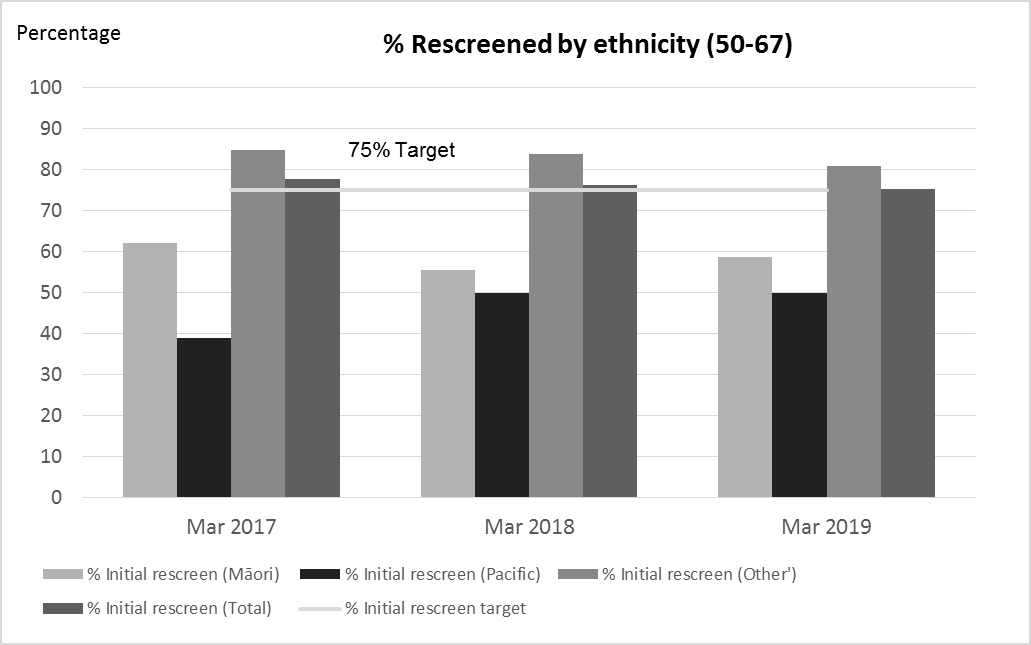 Percentage
% Rescreened by ethnicity (50-67)
100
90
75% Target
80
70
60
50
40
30
20
10
0
Mar 2017 Mar 2018 Mar 2019
% Initial rescreen (Māori) % Initial rescreen (Pacific) % Initial rescreen (Other')
% Initial rescreen (Total) % Initial rescreen target